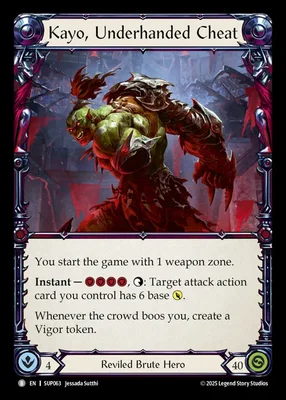 Kayo, Underhanded Cheat
You start the game with 1 weapon zone.
Instant — , : Target attack action
card you control has 6 base .
Whenever the crowd boos you, create a
Vigor token.
4 Reviled Brute Hero 40
EN | SUP063 Jessada Sutthi © 2025 Legend Story Studios